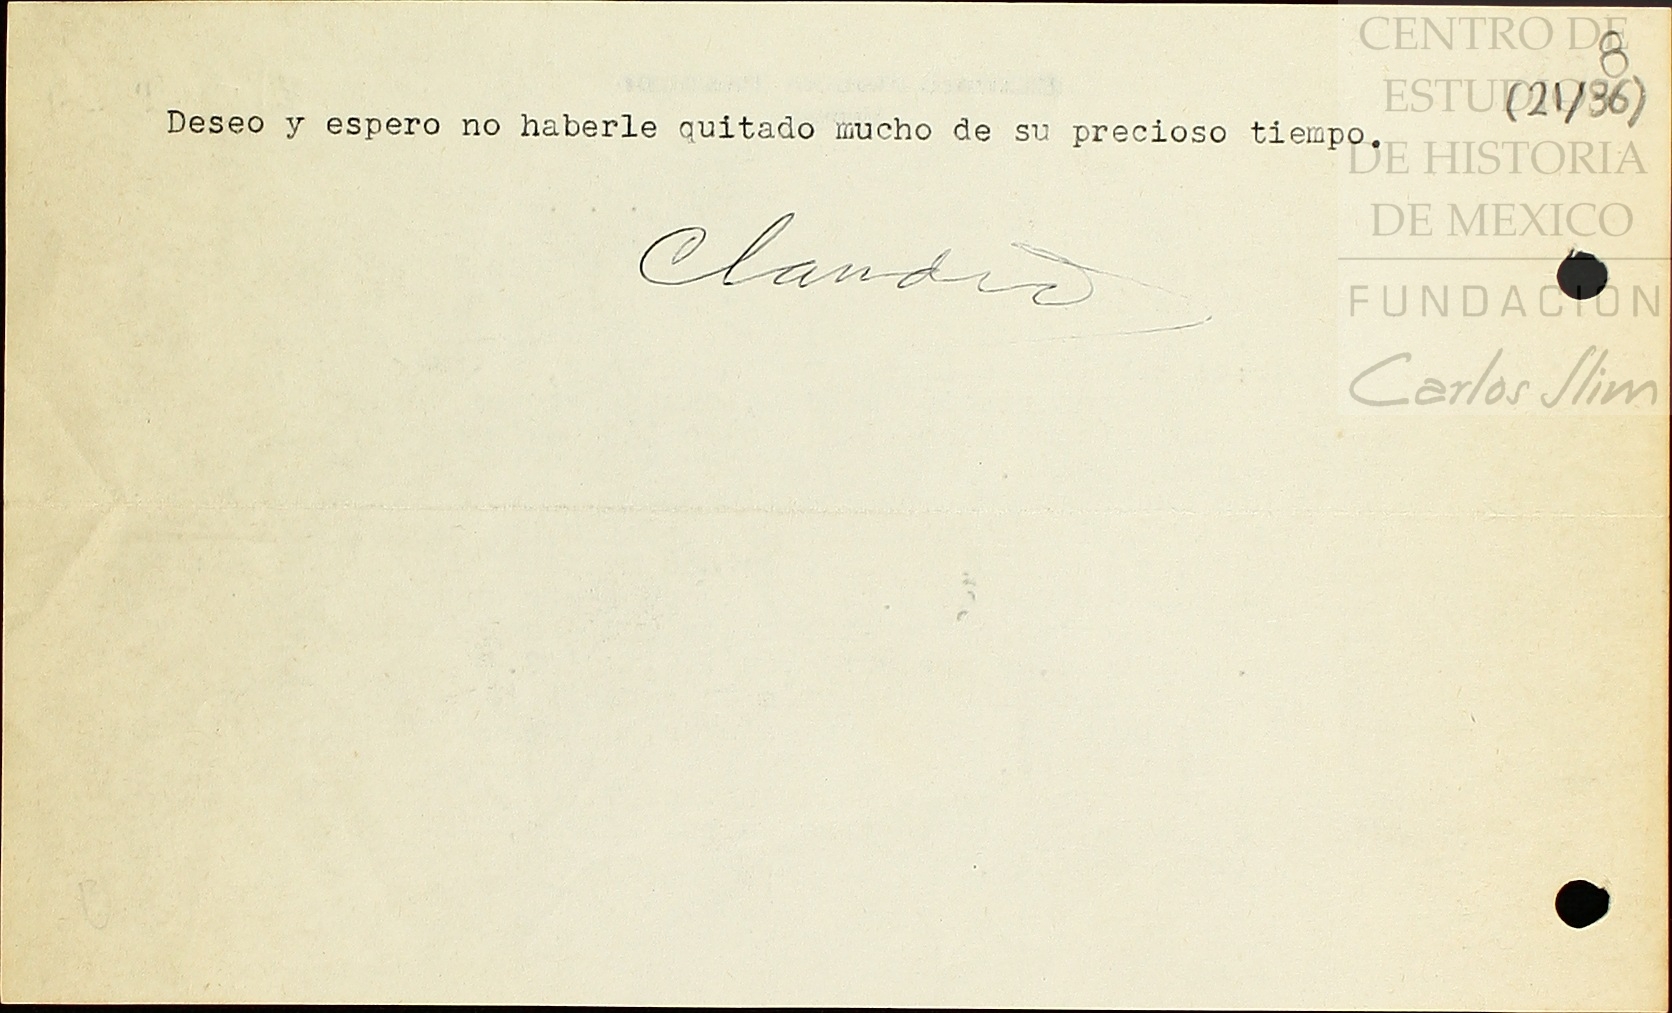 CENTRO DE
8
ESTUDIOS
(21/36)
Deseo y espero no haberle quitado mucho de su precioso tiempo.
DE HISTORIA
DE MEXICO
Claudio
FUNDACIÓN
Carlos Slim